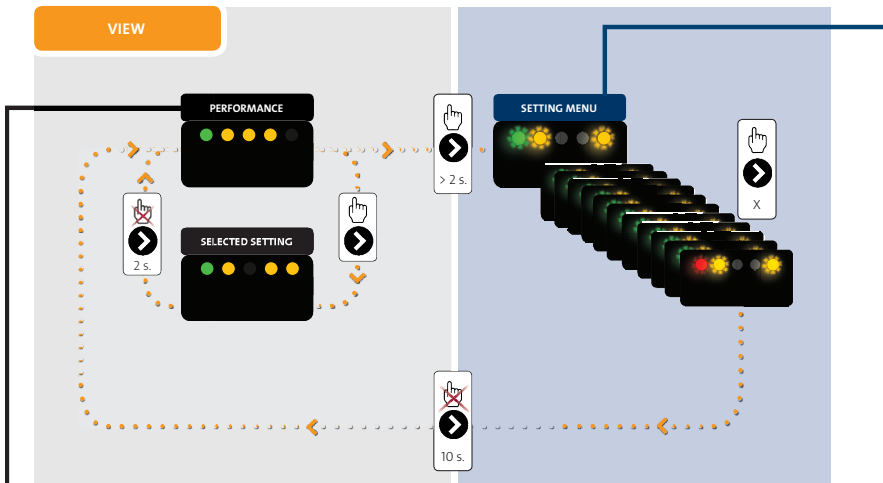 VIEW
PERFORMANCE
SETTING MENU
> 2 s.
X
2 s.
SELECTED SETTING
10 s.